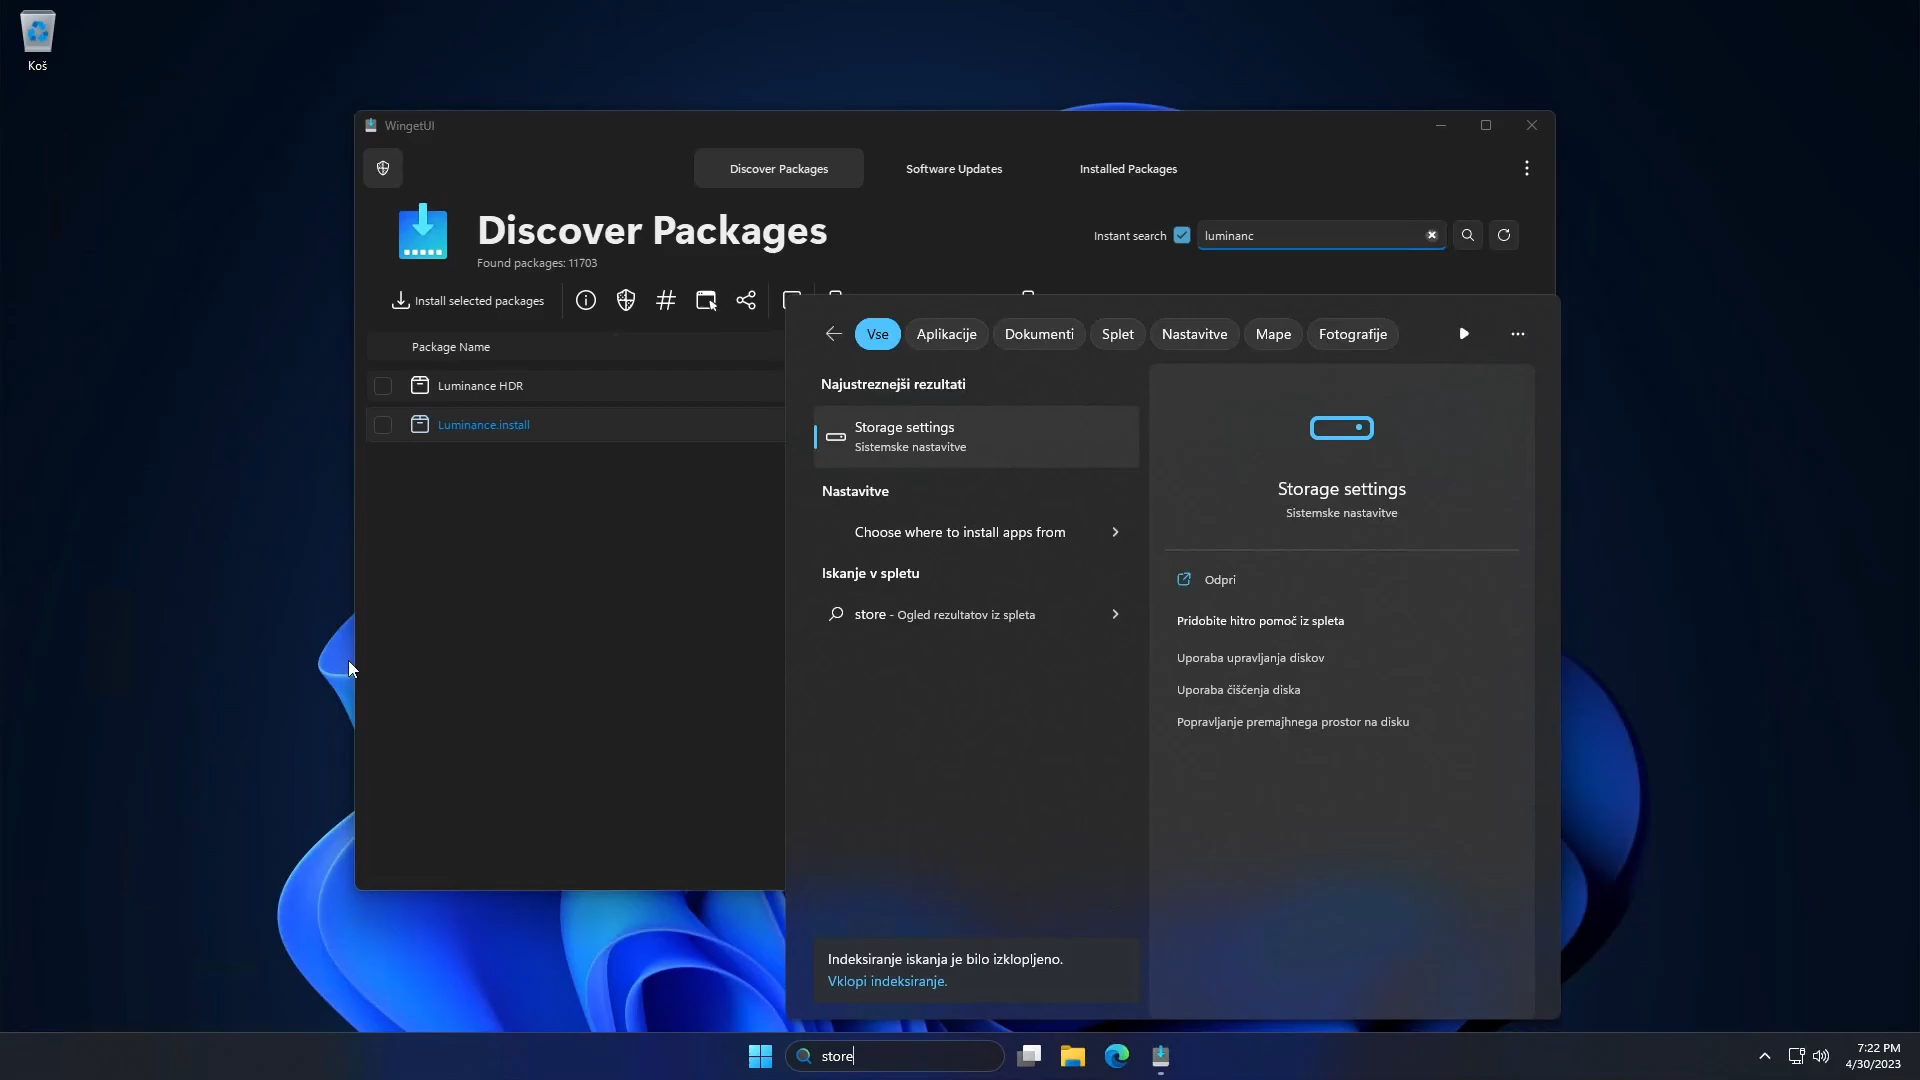 Koš
WingetUI
Discover Packages
Software Updates
Installed Packages
Discover Packages
Found packages: 11703
Instant search
luminanc
Install selected packages
Package Name
Luminance HDR
Luminance.install
Vse
Aplikacije
Dokumenti
Splet
Nastavitve
Mape
Fotografije
Najustreznejši rezultati
Storage settings
Sistemske nastavitve
Nastavitve
Choose where to install apps from
Iskanje v spletu
store - Ogled rezultatov iz spleta
Indeksiranje iskanja je bilo izklopljeno.
Vklopi indeksiranje.
Storage settings
Sistemske nastavitve
Odpri
Pridobite hitro pomoč iz spleta
Uporaba upravljanja diskov
Uporaba čiščenja diska
Popravljanje premajhnega prostor na disku
store
7:22 PM
4/30/2023